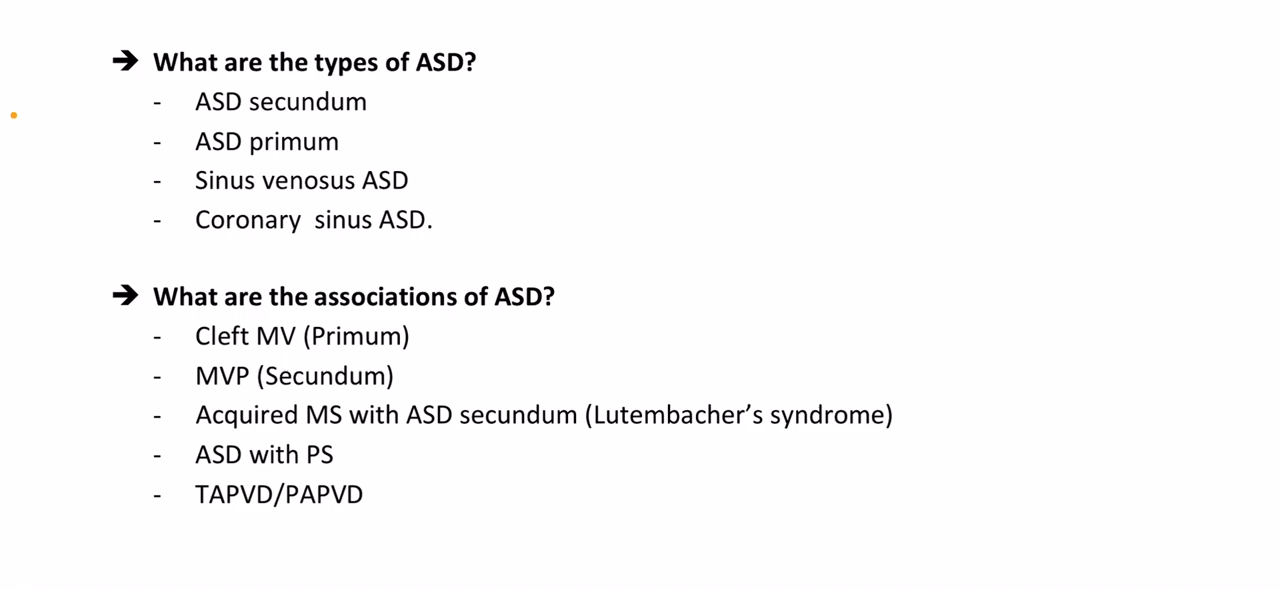 ➔ What are the types of ASD?
- ASD secundum
- ASD primum
- Sinus venosus ASD
- Coronary  sinus ASD.
➔ What are the associations of ASD?
- Cleft MV (Primum)
- MVP (Secundum)
- Acquired MS with ASD secundum (Lutembacher’s syndrome)
- ASD with PS
- TAPVD/PAPVD